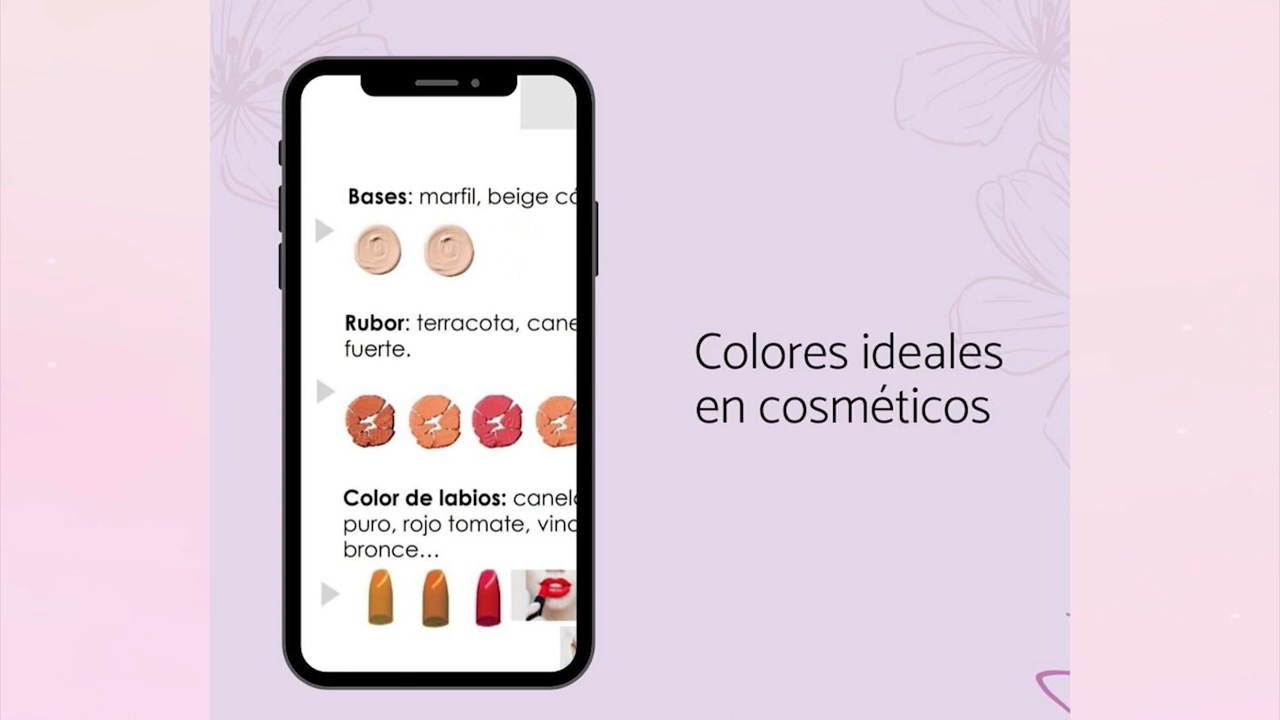 Bases: marfil, beige
Rubor: terracota,
fuerte.
Color de labios:
puro, rojo tomate,
bronce...
Colores ideales
en cosméticos